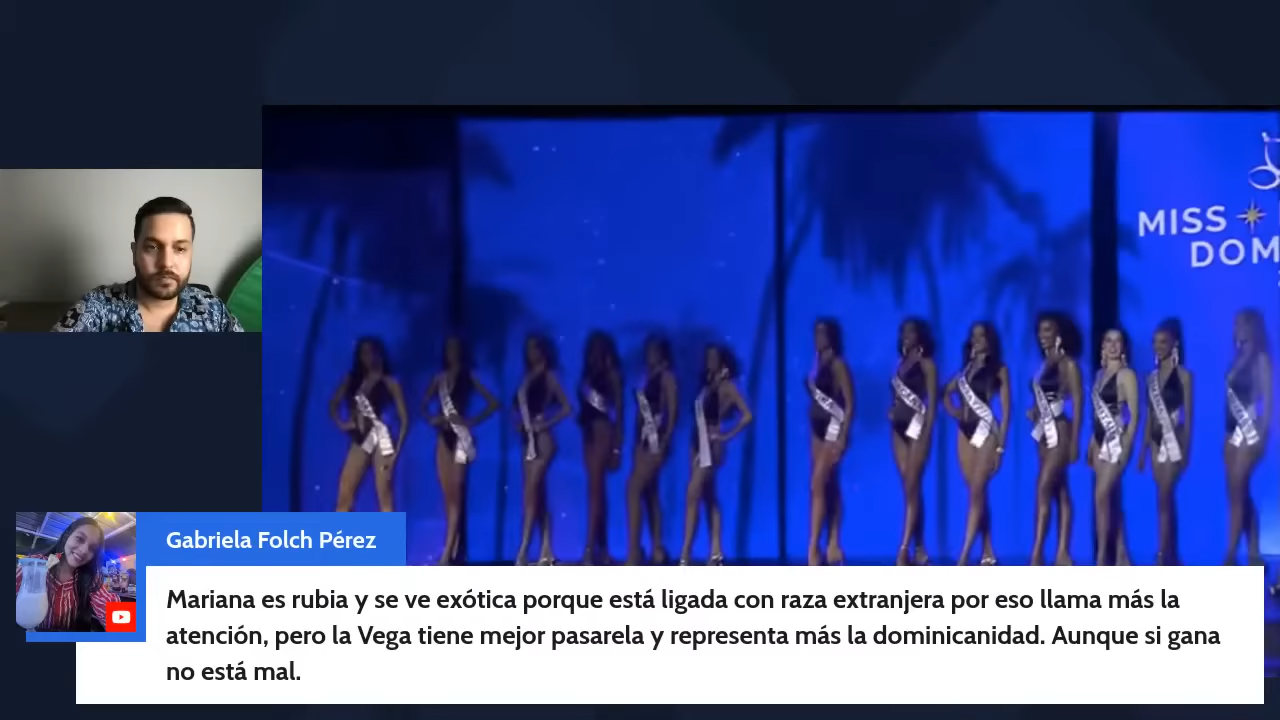 MISS
DOM
Gabriela Folch Pérez
Mariana es rubia y se ve exótica porque está ligada con raza extranjera por eso llama más la
atención, pero la Vega tiene mejor pasarela y representa más la dominicanidad. Aunque si gana
no está mal.